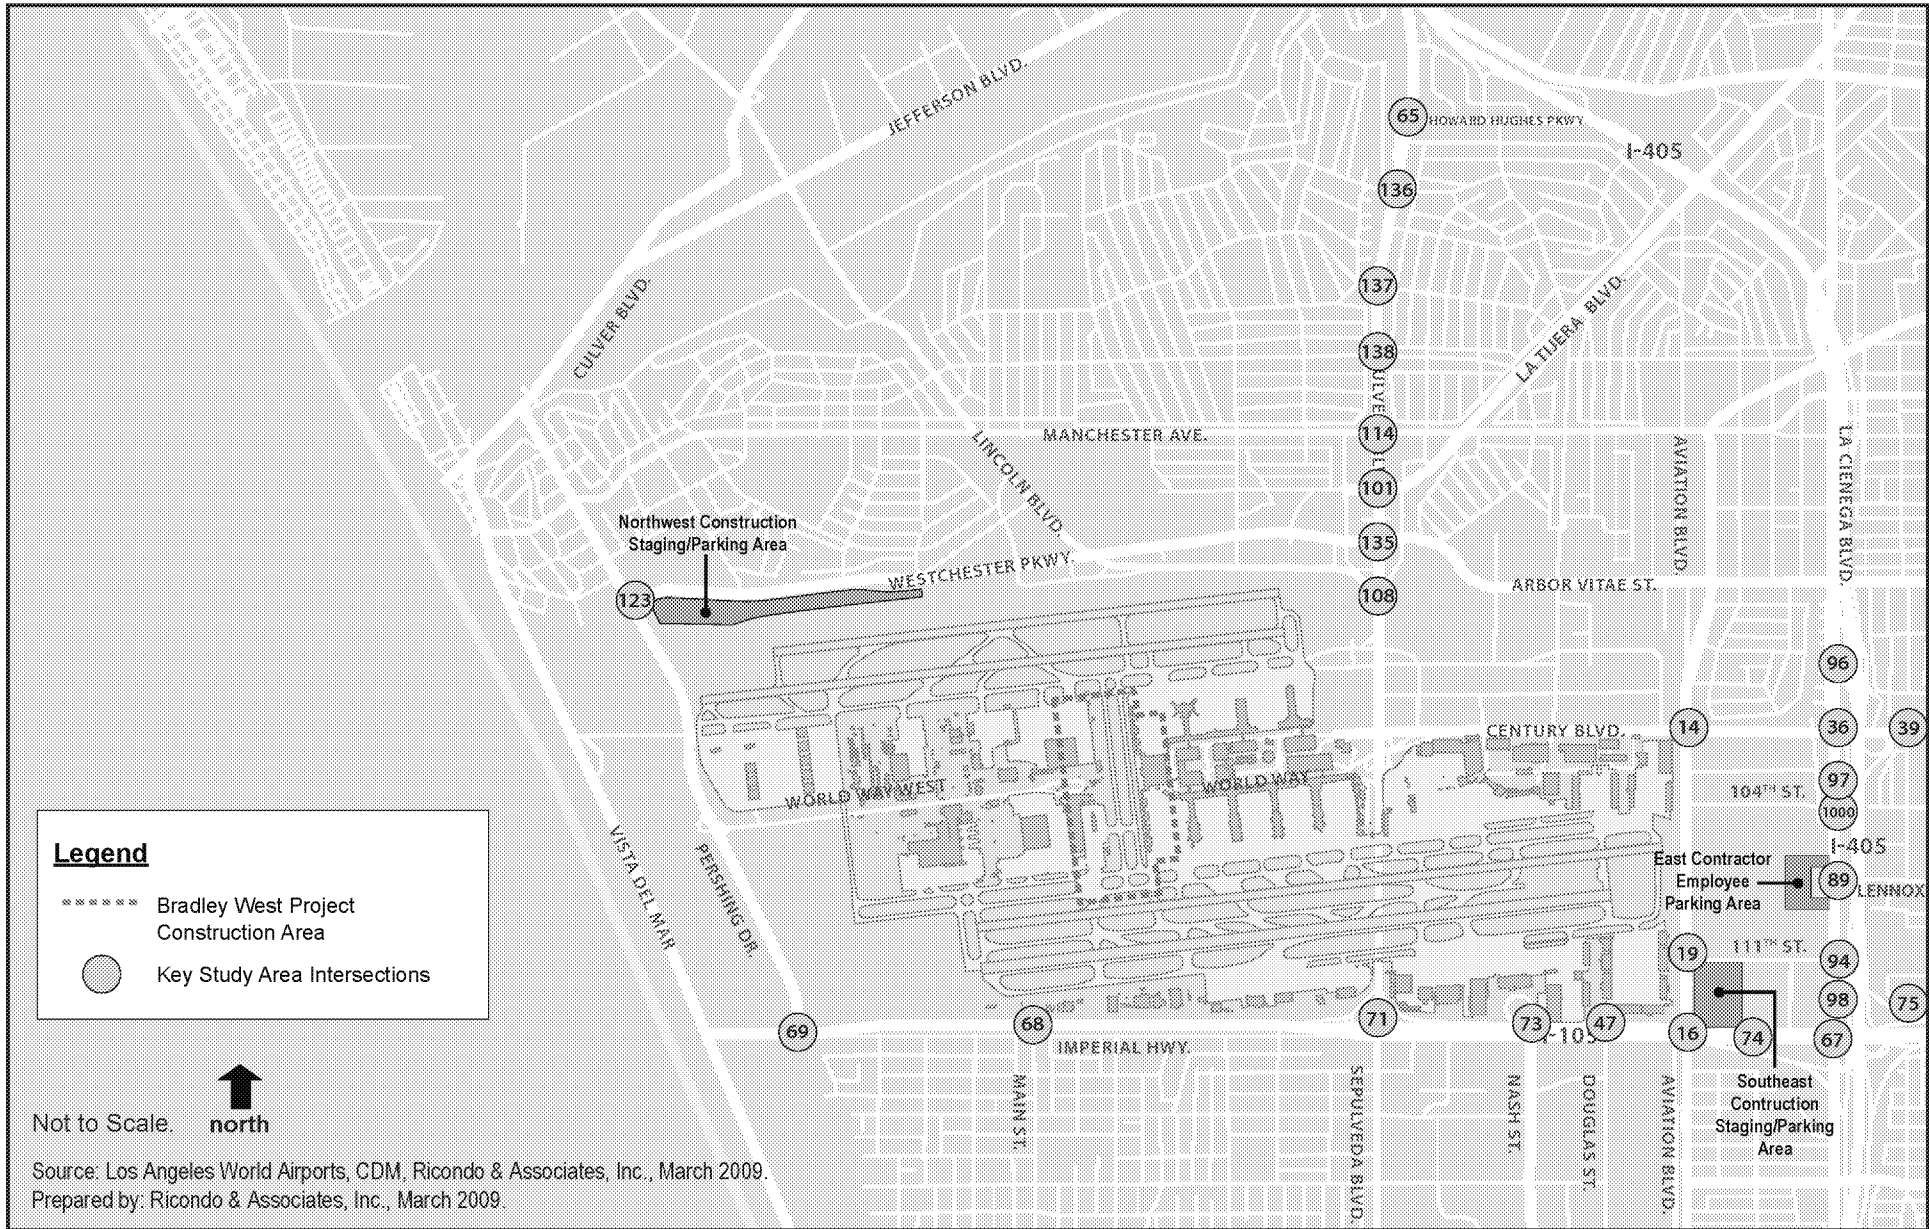 JEFFERSON BLVD.
65
HOWARD HUGHES PKWY.
I-405
136
137
CULVER BLVD.
LA TIJERA BLVD.
138
MANCHESTER AVE.
114
LINCOLN BLVD.
AVIATION BLVD.
LA CIENEGA BLVD.
101
Northwest Construction
Staging/Parking Area
135
WESTCHESTER PKWY.
ARBOR VITAE ST.
123
108
96
CENTURY BLVD.
14
36
39
WORLD WAY WEST
WORLD WAY
104TH ST.
97
1000
I-405
East Contractor
Employee
Parking Area
89
LENNOX
VISTA DEL MAR
PERSHING DR.
19
111TH ST.
94
98
75
69
68
71
73
47
16
74
67
IMPERIAL HWY.
MAIN ST.
SEPULVEDA BLVD.
NASH ST.
DOUGLAS ST.
AVIATION BLVD.
Southeast
Contruction
Staging/Parking
Area
Legend
Bradley West Project
Construction Area
Key Study Area Intersections
Not to Scale.
north
Source: Los Angeles World Airports, CDM, Ricondo & Associates, Inc., March 2009.
Prepared by: Ricondo & Associates, Inc., March 2009.